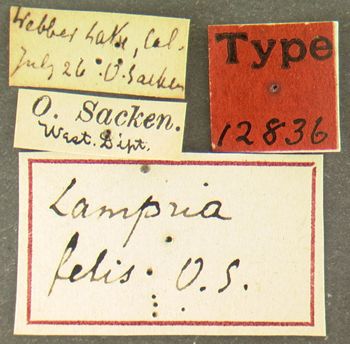 Webber Lake, Cal.
July 26. O. Sacken
O. Sacken.
West. Dipt.
Type
12836
Lampria
felis. O. S.